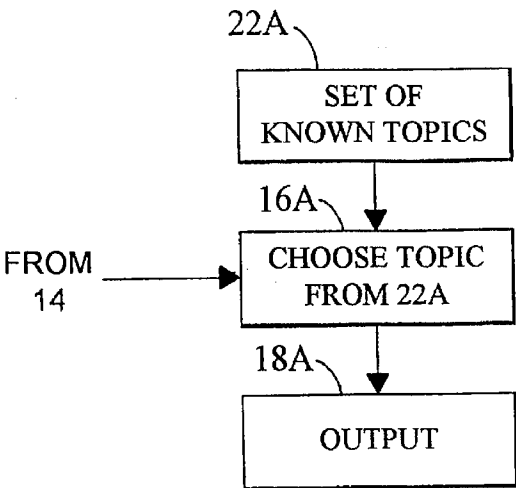 22A
SET OF
KNOWN TOPICS
16A
FROM
14
CHOOSE TOPIC
FROM 22A
18A
OUTPUT